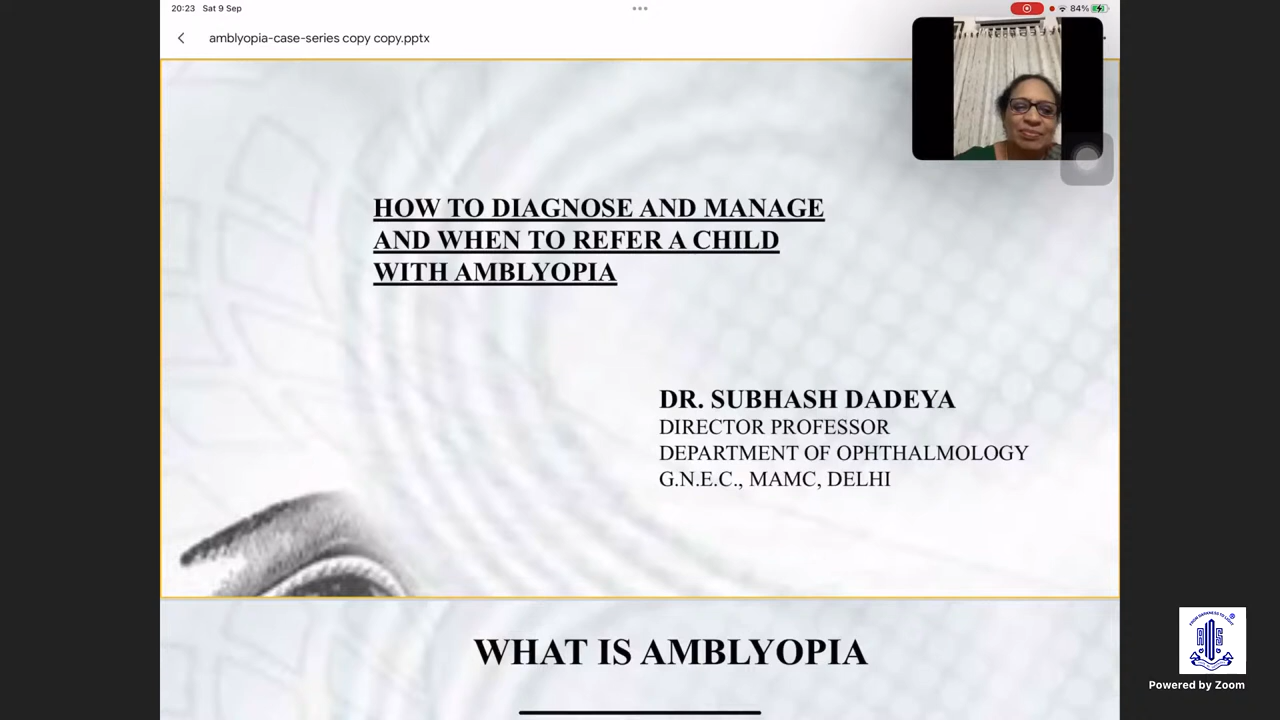 20:23 Sat 9 Sep
84%
amblyopia-case-series copy copy.pptx
HOW TO DIAGNOSE AND MANAGE
AND WHEN TO REFER A CHILD
WITH AMBLYOPIA
DR. SUBHASH DADEYA
DIRECTOR PROFESSOR
DEPARTMENT OF OPHTHALMOLOGY
G.N.E.C., MAMC, DELHI
WHAT IS AMBLYOPIA
Powered by Zoom